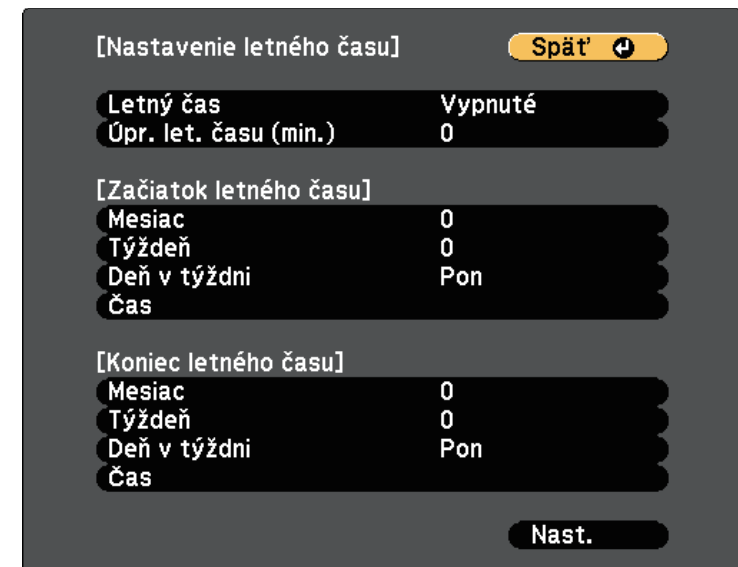 [Nastavenie letného času] Späť
Letný čas Vypnuté
Úpr. let. času (min.) 0
[Začiatok letného času]
Mesiac 0
Týždeň 0
Deň v týždni Pon
Čas
[Koniec letného času]
Mesiac 0
Týždeň 0
Deň v týždni Pon
Čas
Nast.